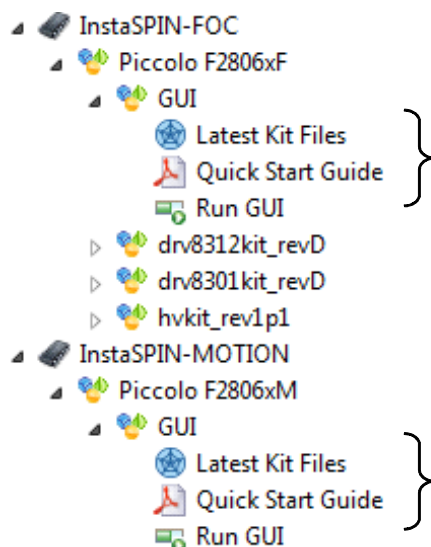 InstaSPIN-FOC
Piccolo F2806xF
GUI
Latest Kit Files
Quick Start Guide
Run GUI
drv8312kit_revD
drv8301kit_revD
hvkit_rev1p1
InstaSPIN-MOTION
Piccolo F2806xM
GUI
Latest Kit Files
Quick Start Guide
Run GUI